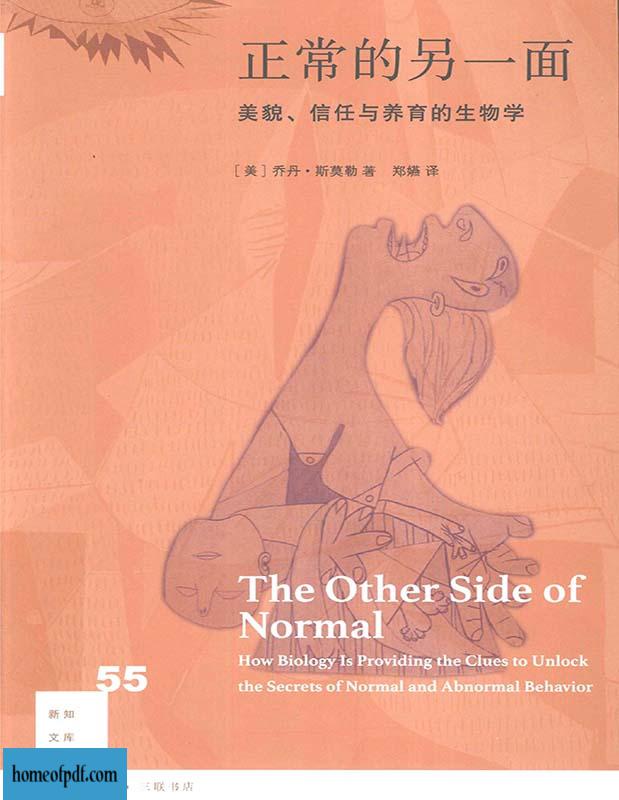 正常的另一面
美貌、信任与养育的生物学
[美]乔丹·斯莫勒 著 郑嬿 译
The Other Side of
Normal
How Biology Is Providing the Clues to Unlock
the Secrets of Normal and Abnormal Behavior
55
新知
文库
homeofpdf.com
三联书店